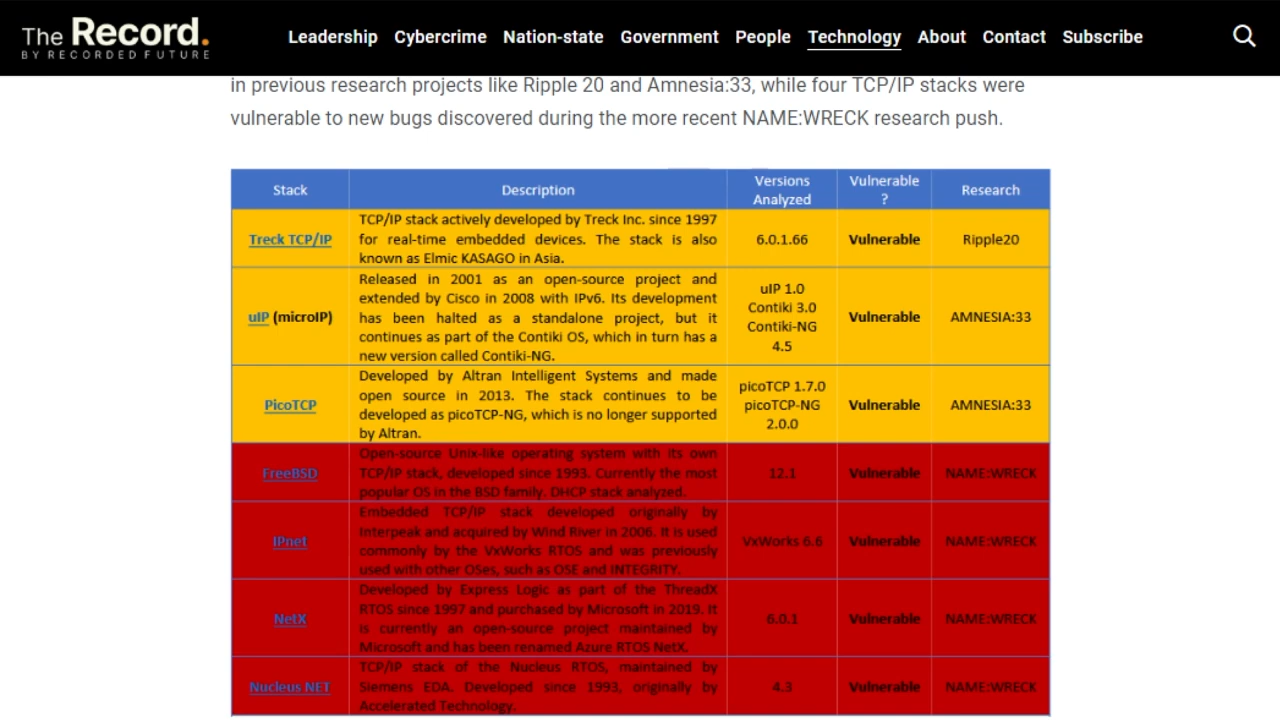 The Record.
BY RECORDED FUTURE
Leadership Cybercrime Nation-state Government People Technology About Contact Subscribe
in previous research projects like Ripple 20 and Amnesia:33, while four TCP/IP stacks were
vulnerable to new bugs discovered during the more recent NAME:WRECK research push.
Stack
Description
Versions
Analyzed
Vulnerable
?
Research
Treck TCP/IP
TCP/IP stack actively developed by Treck Inc. since 1997
for real-time embedded devices. The stack is also
known as Elmic KASAGO in Asia.
6.0.1.66
Vulnerable
Ripple20
uIP (microIP)
Released in 2001 as an open-source project and
extended by Cisco in 2008 with IPv6. Its development
has been halted as a standalone project, but it
continues as part of the Contiki OS, which in turn has a
new version called Contiki-NG.
uIP 1.0
Contiki 3.0
Contiki-NG
4.5
Vulnerable
AMNESIA:33
PicoTCP
Developed by Altran Intelligent Systems and made
open source in 2013. The stack continues to be
developed as picoTCP-NG, which is no longer supported
by Altran.
picoTCP 1.7.0
picoTCP-NG
2.0.0
Vulnerable
AMNESIA:33
FreeBSD
Open-source Unix-like operating system with its own
TCP/IP stack, developed since 1993. Currently the most
popular OS in the BSD family. DHCP stack analyzed.
12.1
Vulnerable
NAME:WRECK
IPnet
Embedded TCP/IP stack developed originally by
Interpeak and acquired by Wind River in 2006. It is used
commonly by the VxWorks RTOS and was previously
used with other OSes, such as OSE and INTEGRITY.
VxWorks 6.6
Vulnerable
NAME:WRECK
NetX
Developed by Express Logic as part of the ThreadX
RTOS since 1997 and purchased by Microsoft in 2019. It
is currently an open-source project maintained by
Microsoft and has been renamed Azure RTOS NetX.
6.0.1
Vulnerable
NAME:WRECK
Nucleus NET
TCP/IP stack of the Nucleus RTOS, maintained by
Siemens EDA. Developed since 1993, originally by
Accelerated Technology.
4.3
Vulnerable
NAME:WRECK